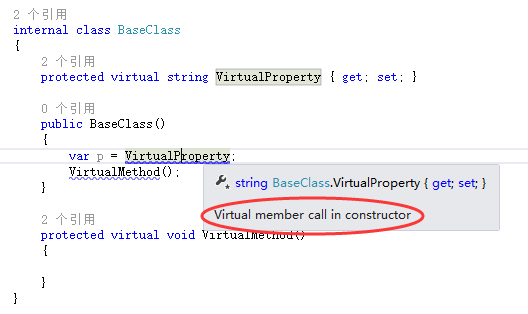 2 个引用
internal class BaseClass
{
2 个引用
protected virtual string VirtualProperty { get; set; }
0 个引用
public BaseClass()
{
var p = VirtualProperty;
VirtualMethod();
string BaseClass.VirtualProperty { get; set; }
}
Virtual member call in constructor
2 个引用
protected virtual void VirtualMethod()
{
}
}